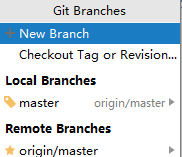 Git Branches
New Branch
Checkout Tag or Revision...
Local Branches
master origin/master
Remote Branches
origin/master